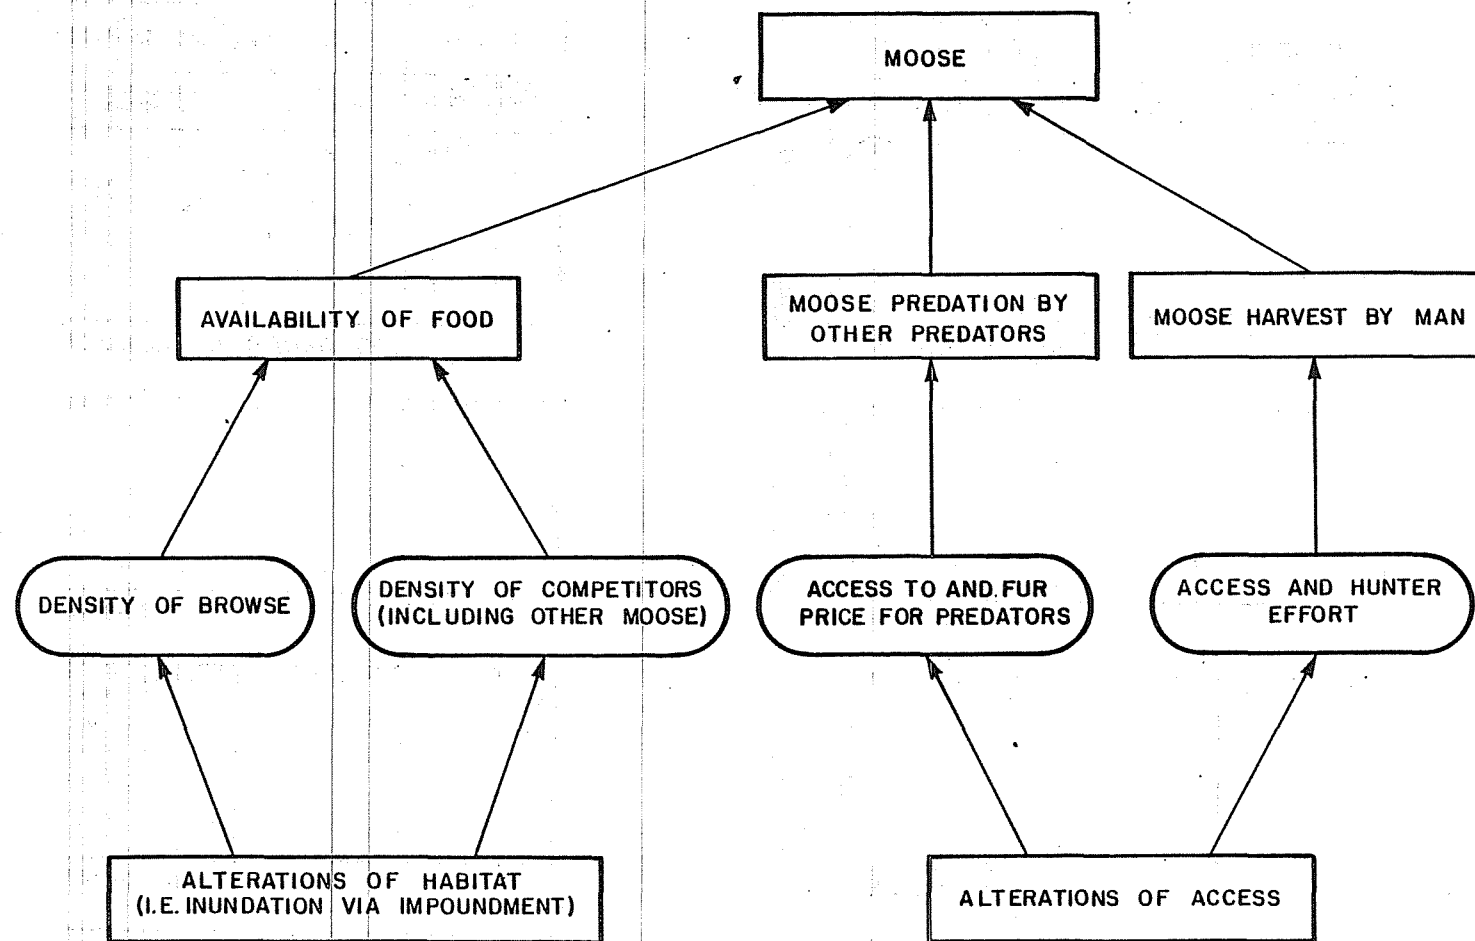 MOOSE
AVAILABILITY OF FOOD
MOOSE PREDATION BY
OTHER PREDATORS
MOOSE HARVEST BY MAN
DENSITY OF BROWSE
DENSITY OF COMPETITORS
(INCLUDING OTHER MOOSE)
ACCESS TO AND. FUR
PRICE FOR PREDATORS
ACCESS AND HUNTER
EFFORT
ALTERATIONS OF HABITAT
(I.E. INUNDATION VIA IMPOUNDMENT)
ALTERATIONS OF ACCESS